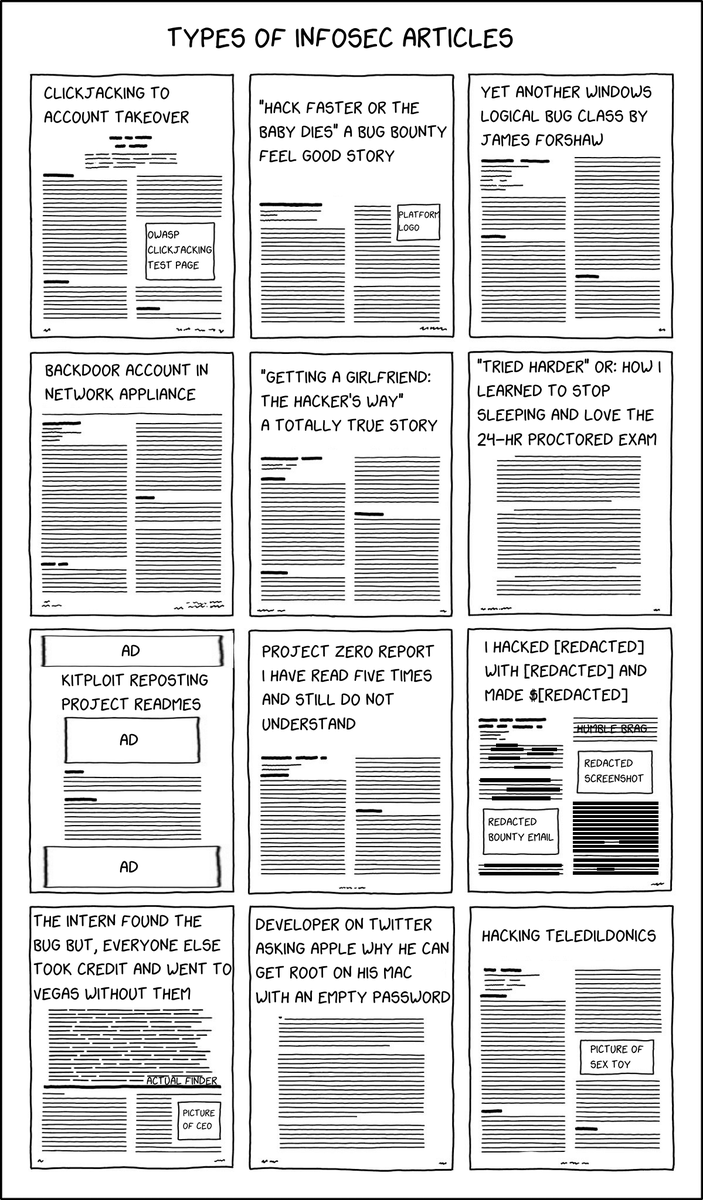 TYPES OF INFOSEC ARTICLES
CLICKJACKING TO
ACCOUNT TAKEOVER
OWASP
CLICKJACKING
TEST PAGE
"HACK FASTER OR THE
BABY DIES" A BUG BOUNTY
FEEL GOOD STORY
PLATFORM
LOGO
YET ANOTHER WINDOWS
LOGICAL BUG CLASS BY
JAMES FORSHAW
BACKDOOR ACCOUNT IN
NETWORK APPLIANCE
"GETTING A GIRLFRIEND:
THE HACKER'S WAY"
A TOTALLY TRUE STORY
"TRIED HARDER" OR: HOW I
LEARNED TO STOP
SLEEPING AND LOVE THE
24-HR PROCTORED EXAM
AD
KITPLOIT REPOSTING
PROJECT READMES
AD
AD
PROJECT ZERO REPORT
I HAVE READ FIVE TIMES
AND STILL DO NOT
UNDERSTAND
I HACKED [REDACTED]
WITH [REDACTED] AND
MADE $[REDACTED]
HUMBLE BRAG
REDACTED
SCREENSHOT
REDACTED
BOUNTY EMAIL
THE INTERN FOUND THE
BUG BUT, EVERYONE ELSE
TOOK CREDIT AND WENT TO
VEGAS WITHOUT THEM
ACTUAL FINDER
PICTURE
OF CEO
DEVELOPER ON TWITTER
ASKING APPLE WHY HE CAN
GET ROOT ON HIS MAC
WITH AN EMPTY PASSWORD
HACKING TELEDILDONICS
PICTURE OF
SEX TOY